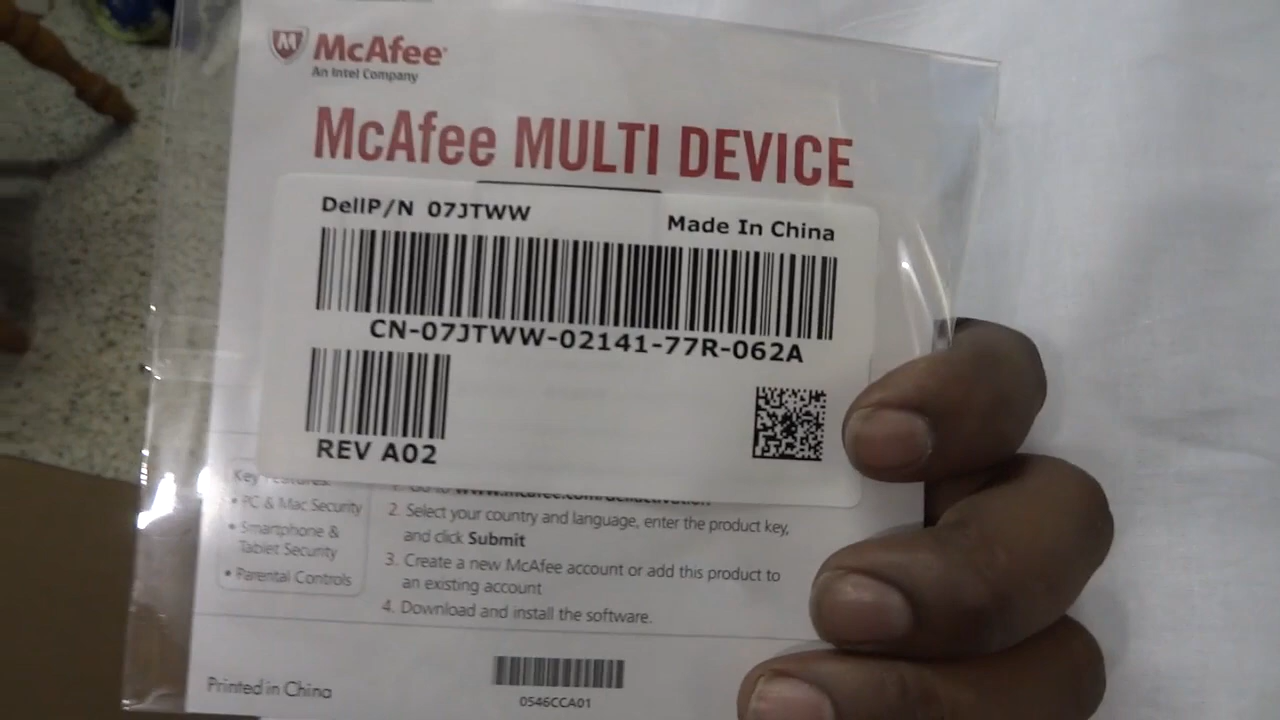 McAfee
An Intel Company
McAfee MULTI DEVICE
DellP/N 07JTWW
Made In China
CN-07JTWW-02141-77R-062A
REV A02
Key Features:
• PC & Mac Security
• Smartphone &
Tablet Security
• Parental Controls
1. Go to www.mcafee.com/dellactivation
2. Select your country and language, enter the product key,
and click Submit
3. Create a new McAfee account or add this product to
an existing account
4. Download and install the software.
Printed in China
0546CCA01